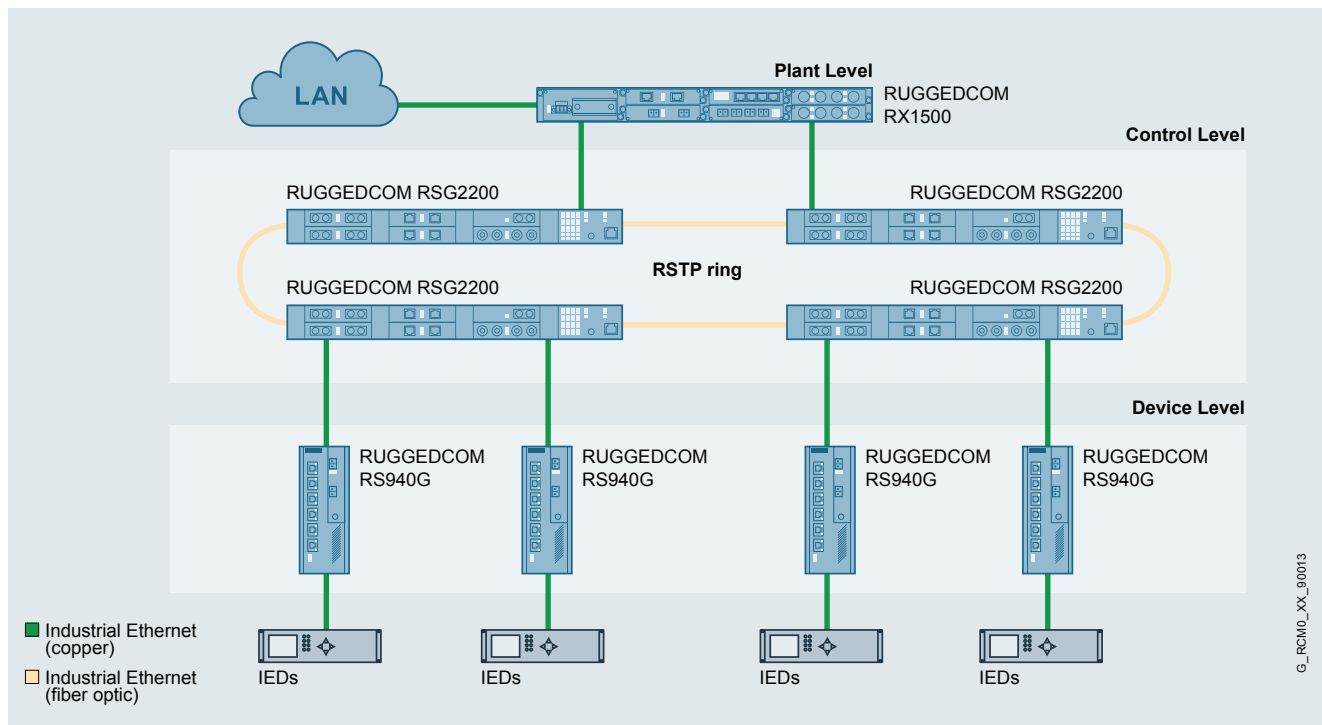 LAN
Plant Level
RUGGEDCOM
RX1500
Control Level
RUGGEDCOM RSG2200
RUGGEDCOM RSG2200
RSTP ring
RUGGEDCOM RSG2200
RUGGEDCOM RSG2200
Device Level
RUGGEDCOM
RS940G
RUGGEDCOM
RS940G
RUGGEDCOM
RS940G
RUGGEDCOM
RS940G
Industrial Ethernet
(copper)
Industrial Ethernet
(fiber optic)
IEDs
IEDs
IEDs
IEDs
G_RCM0_XX_90013